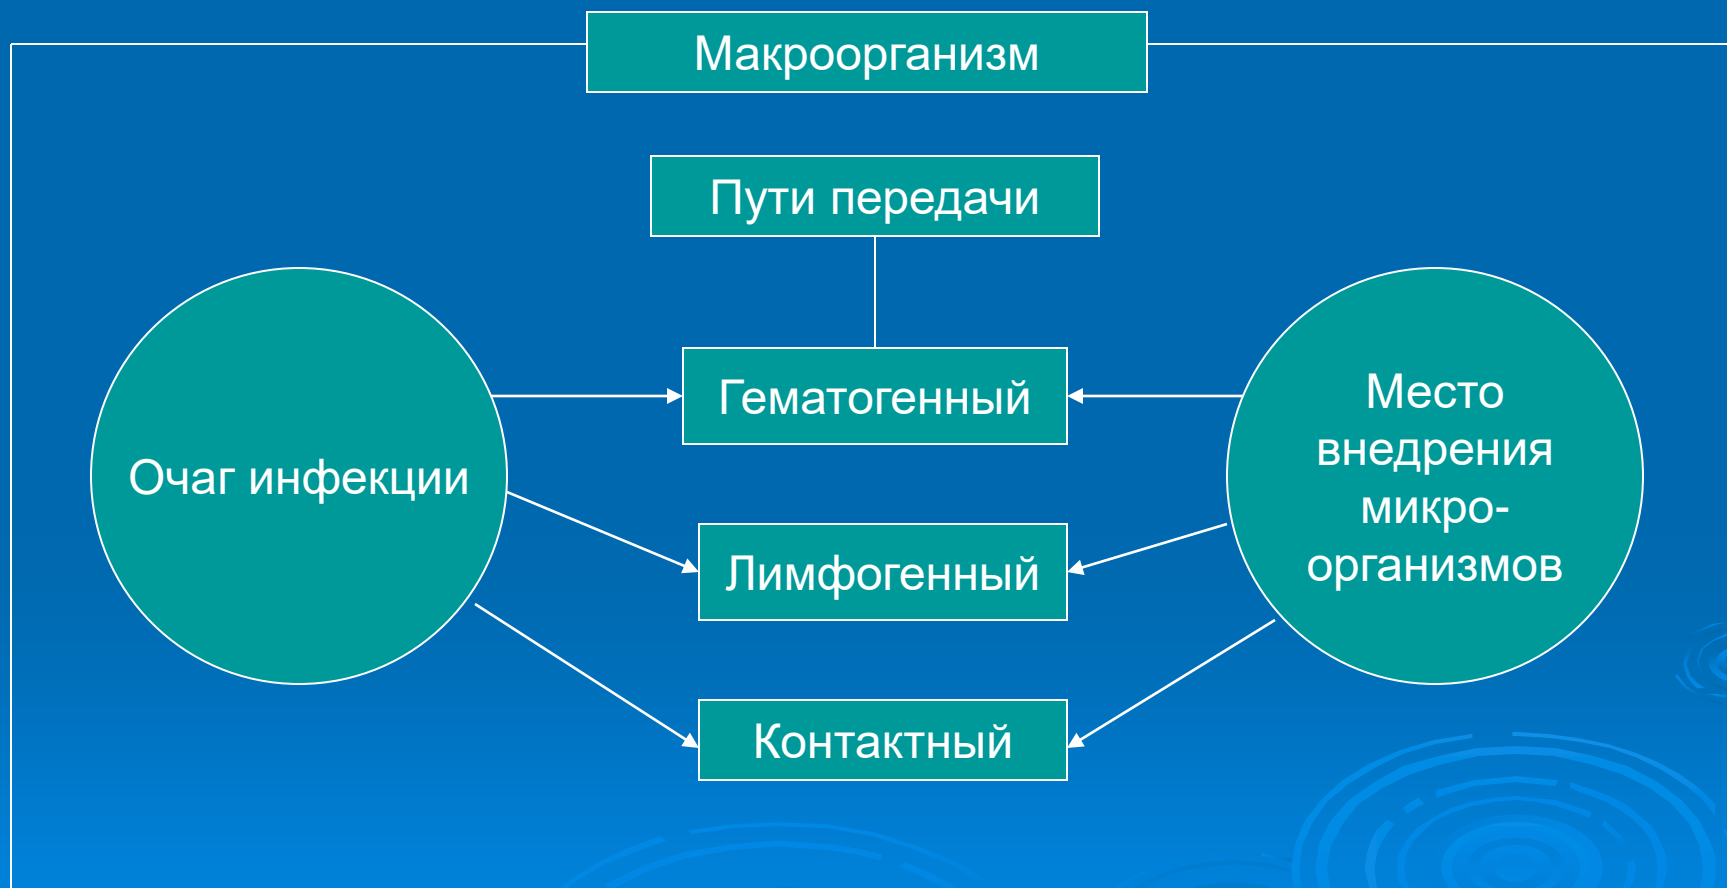 Макроорганизм
Пути передачи
Очаг инфекции
Гематогенный
Лимфогенный
Контактный
Место
внедрения
микро-
организмов